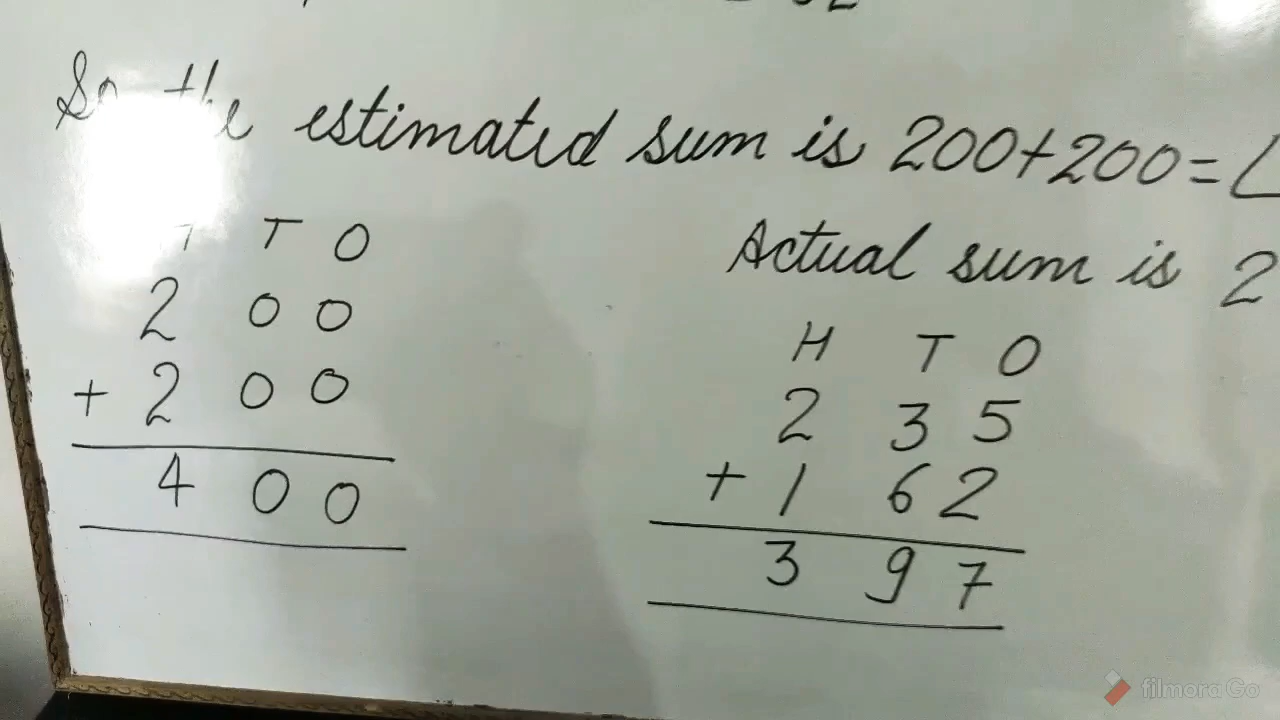 So the estimated sum is 200+200=
T O
2 0 0
+ 2 0 0
4 0 0
Actual sum is 2
H T O
2 3 5
+ 1 6 2
3 9 7
filmora Go